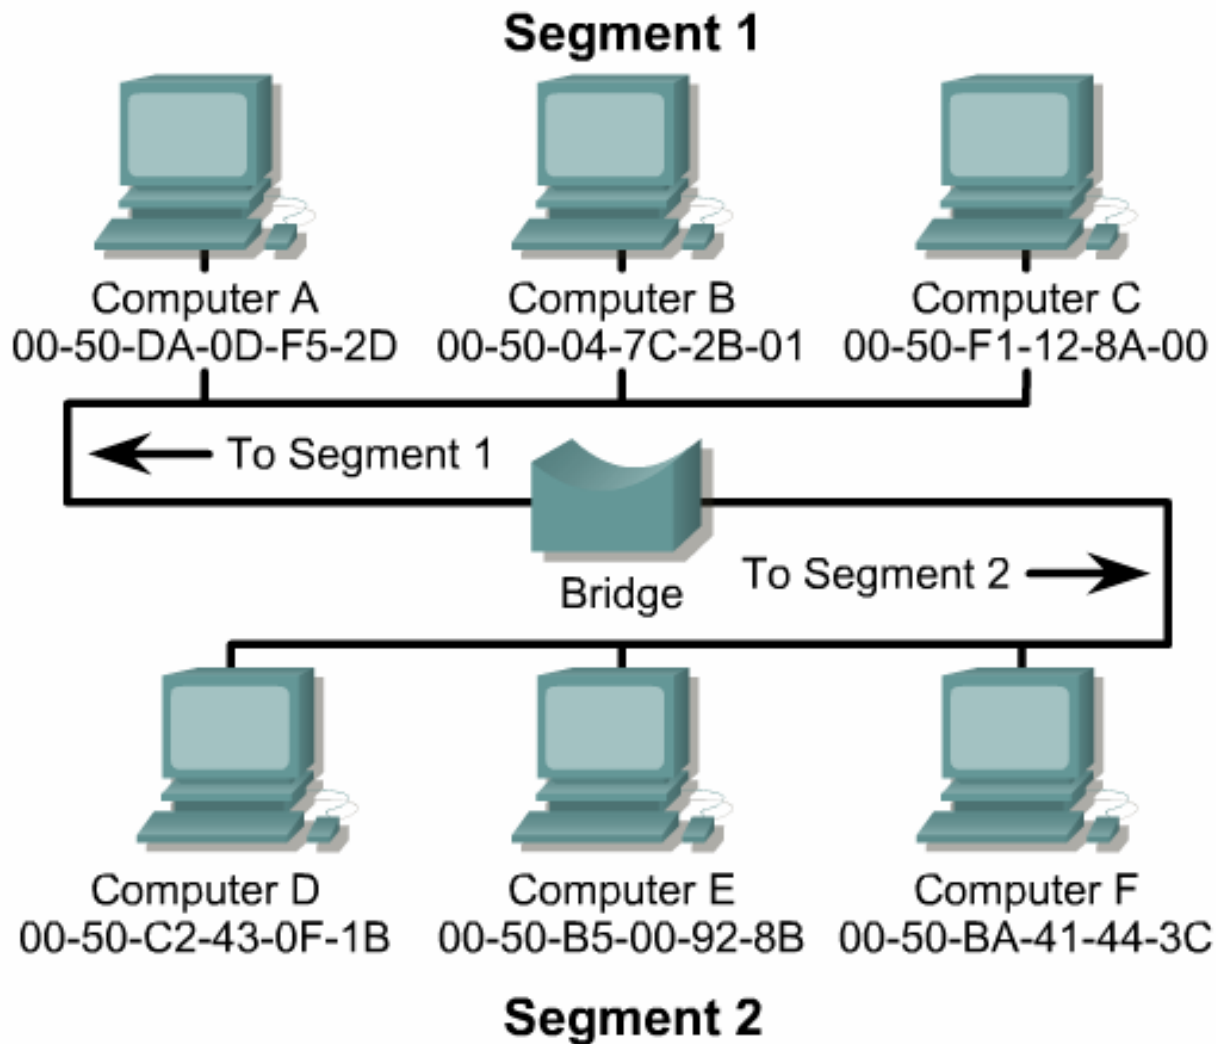 Segment 1
Computer A
00-50-DA-0D-F5-2D
Computer B
00-50-04-7C-2B-01
Computer C
00-50-F1-12-8A-00
To Segment 1
Bridge
To Segment 2
Computer D
00-50-C2-43-0F-1B
Computer E
00-50-B5-00-92-8B
Computer F
00-50-BA-41-44-3C
Segment 2